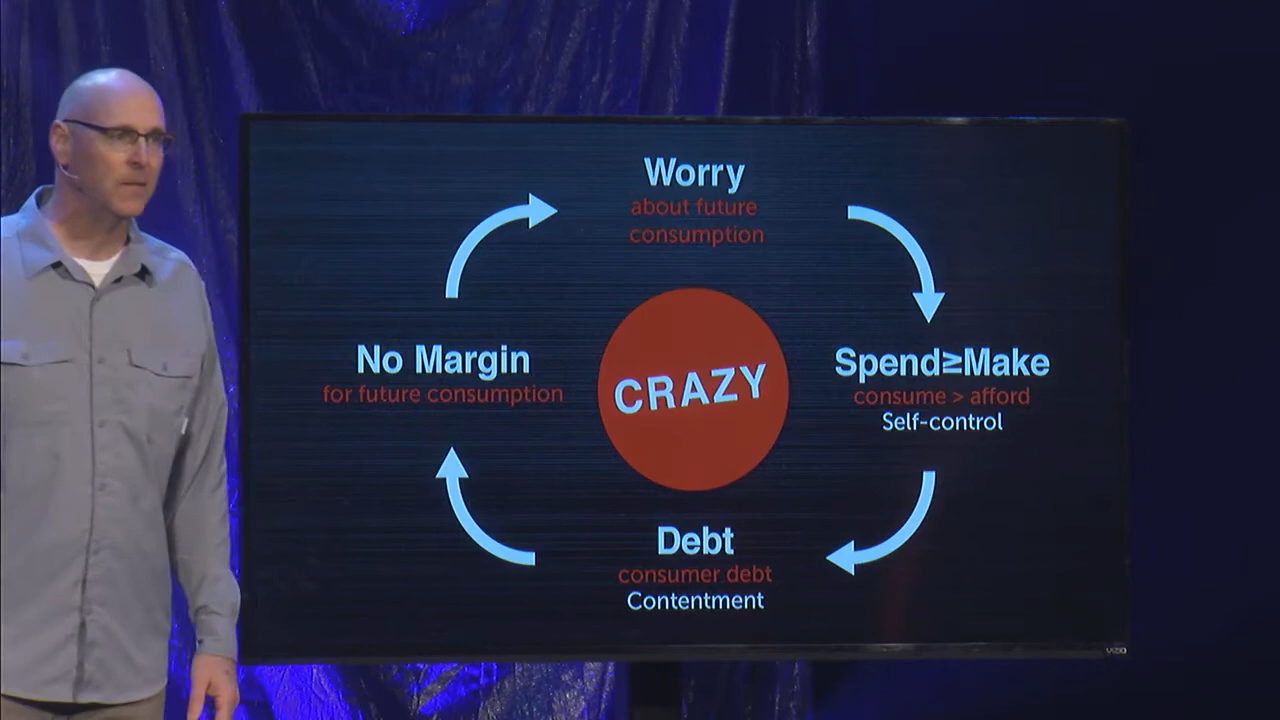 Worry
about future
consumption
No Margin
for future consumption
CRAZY
Spend≥Make
consume > afford
Self-control
Debt
consumer debt
Contentment
VIZIO